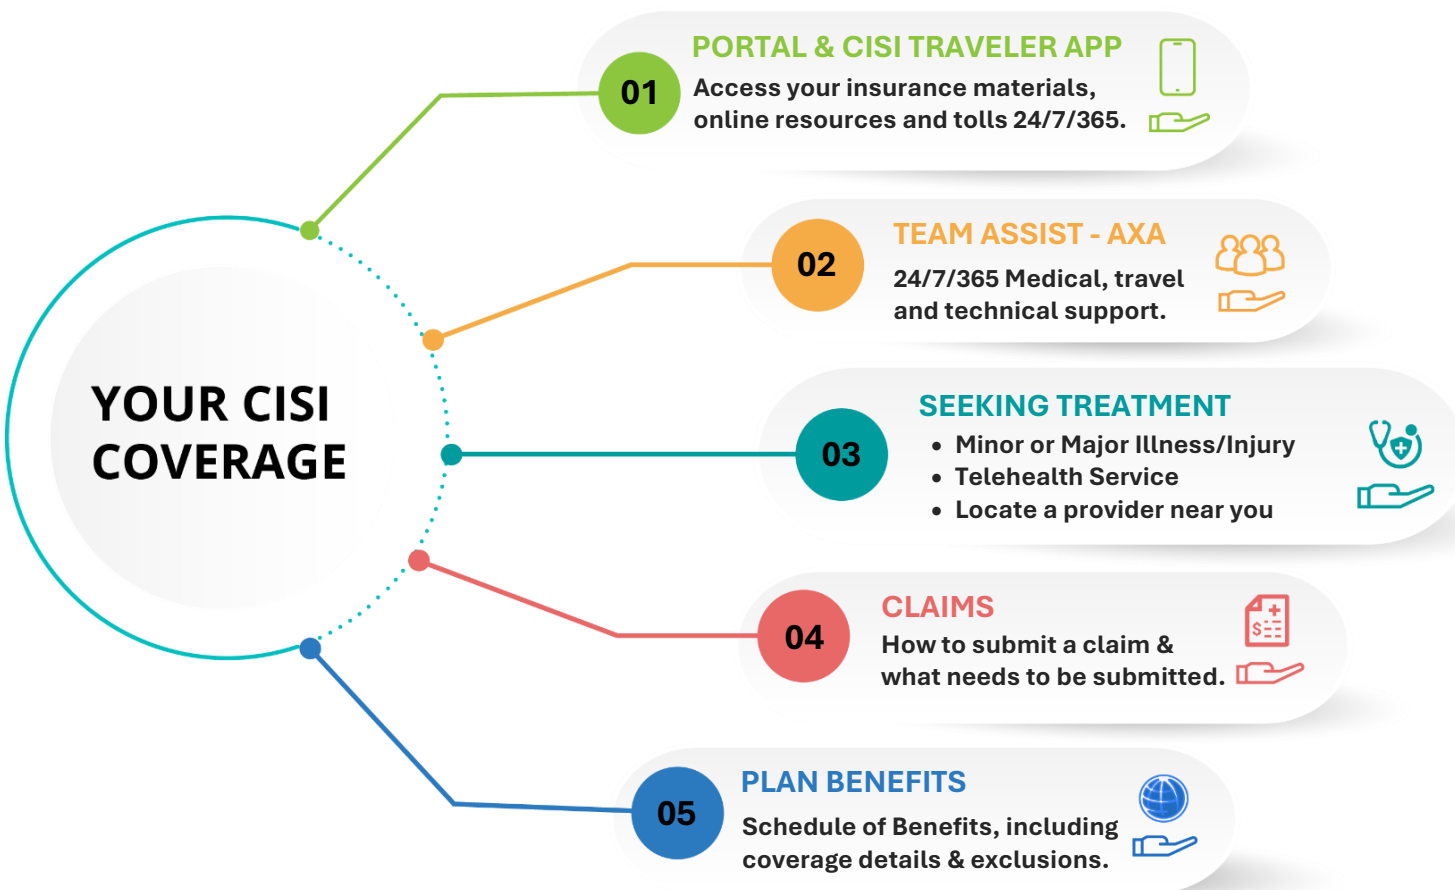 YOUR CISI
COVERAGE
01
PORTAL & CISI TRAVELER APP
Access your insurance materials,
online resources and tolls 24/7/365.
02
TEAM ASSIST - AXA
24/7/365 Medical, travel
and technical support.
03
SEEKING TREATMENT
• Minor or Major Illness/Injury
• Telehealth Service
• Locate a provider near you
04
CLAIMS
How to submit a claim &
what needs to be submitted.
$
05
PLAN BENEFITS
Schedule of Benefits, including
coverage details & exclusions.